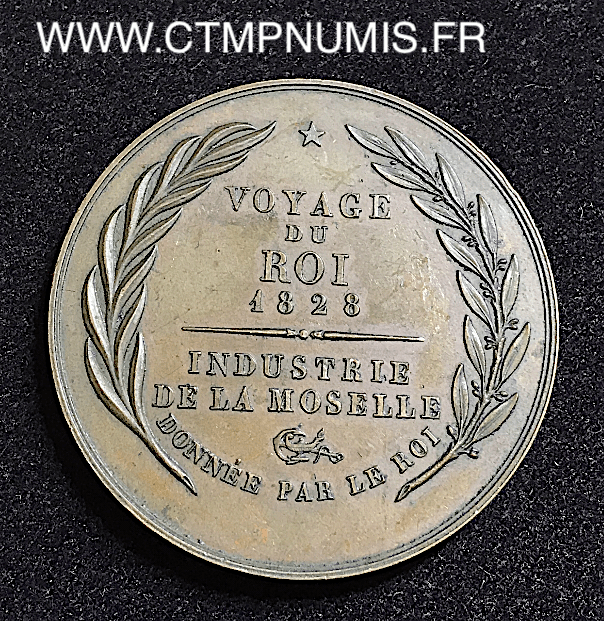 WWW.CTMPNUMIS.FR
VOYAGE
DU
ROI
1828
INDUSTRIE
DE LA MOSELLE
DONNÉE PAR LE ROI